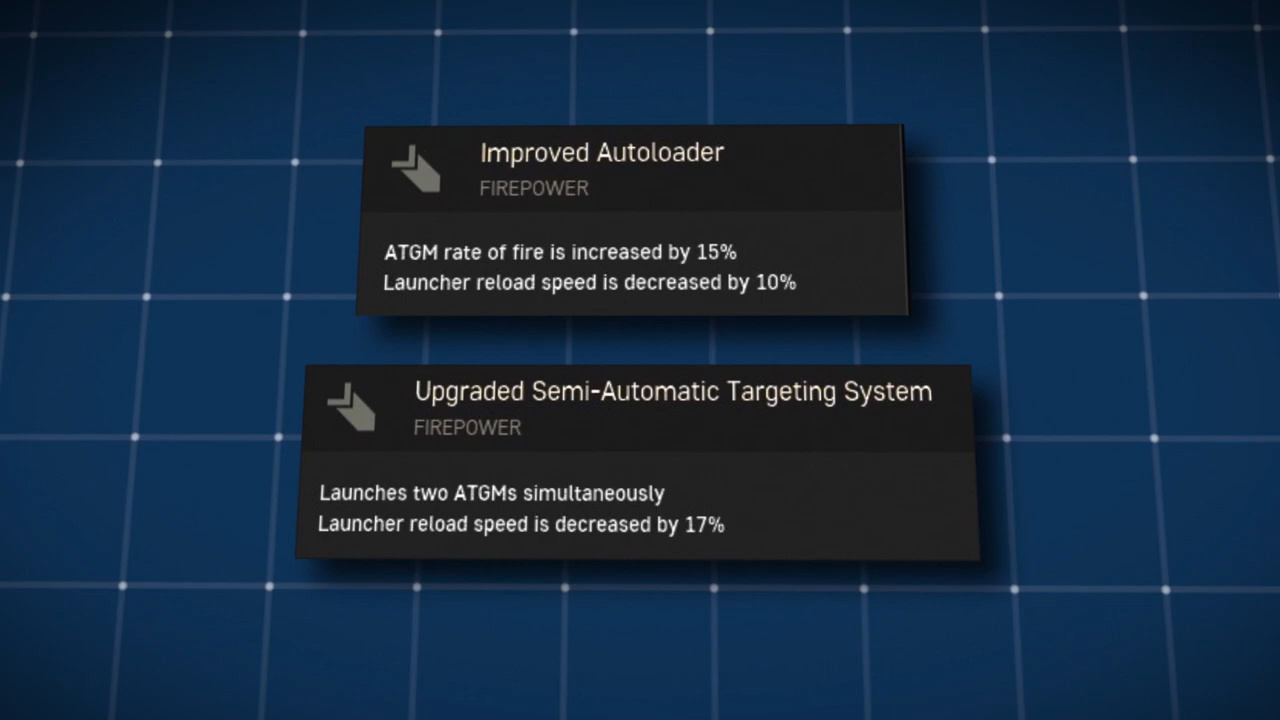 Improved Autoloader
FIREPOWER
ATGM rate of fire is increased by 15%
Launcher reload speed is decreased by 10%
Upgraded Semi-Automatic Targeting System
FIREPOWER
Launches two ATGMs simultaneously
Launcher reload speed is decreased by 17%